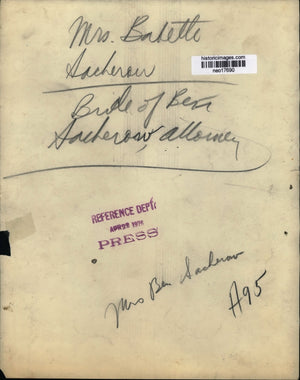 Mrs. Babette
Sacherow
historicimages.com
neo17690
Bride of Ben
Sacherow, attorney
REFERENCE DEPT.
PRESS
Mrs Ben Sacherow
A95